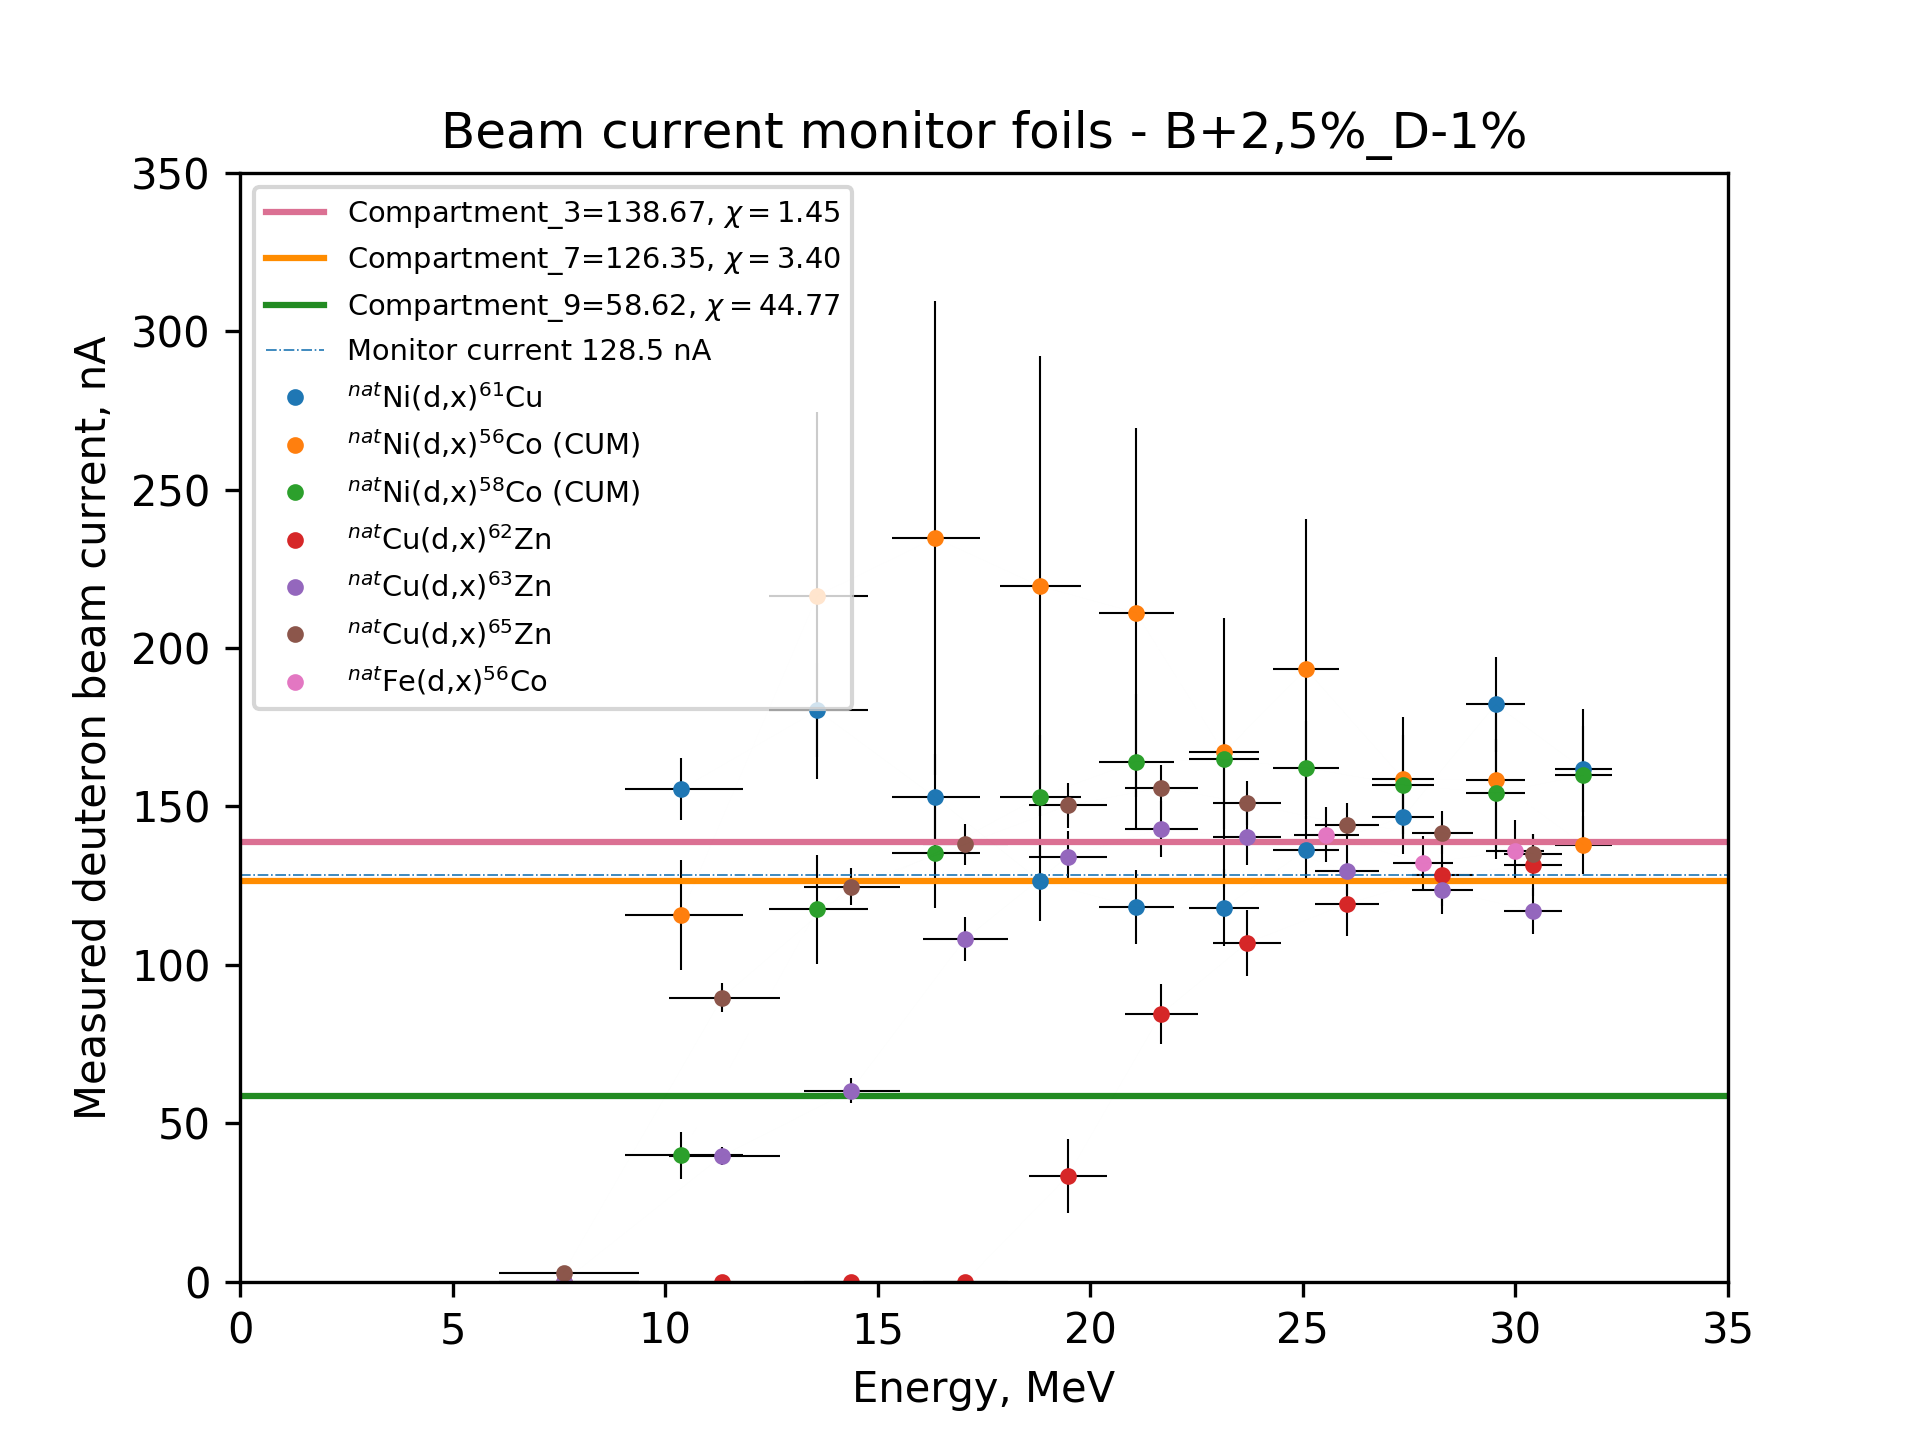 Beam current monitor foils - B+2,5%_D-1%
Measured deuteron beam current, nA
350
300
250
200
150
100
50
0
Compartment_3=138.67, χ = 1.45
Compartment_7=126.35, χ = 3.40
Compartment_9=58.62, χ = 44.77
Monitor current 128.5 nA
ⁿᵃᵗNi(d,x)⁶¹Cu
ⁿᵃᵗNi(d,x)⁵⁶Co (CUM)
ⁿᵃᵗNi(d,x)⁵⁸Co (CUM)
ⁿᵃᵗCu(d,x)⁶²Zn
ⁿᵃᵗCu(d,x)⁶³Zn
ⁿᵃᵗCu(d,x)⁶⁵Zn
ⁿᵃᵗFe(d,x)⁵⁶Co
0 5 10 15 20 25 30 35
Energy, MeV